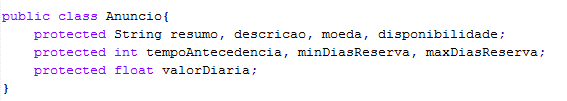 public class Anuncio{
    protected String resumo, descricao, moeda, disponibilidade;
    protected int tempoAntecedencia, minDiasReserva, maxDiasReserva;
    protected float valorDiaria;
}